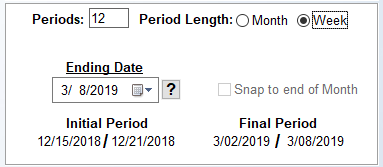 Periods: 12 Period Length: Month Week
Ending Date
3/ 8/2019 ?
Snap to end of Month
Initial Period Final Period
12/15/2018 / 12/21/2018 3/02/2019 / 3/08/2019